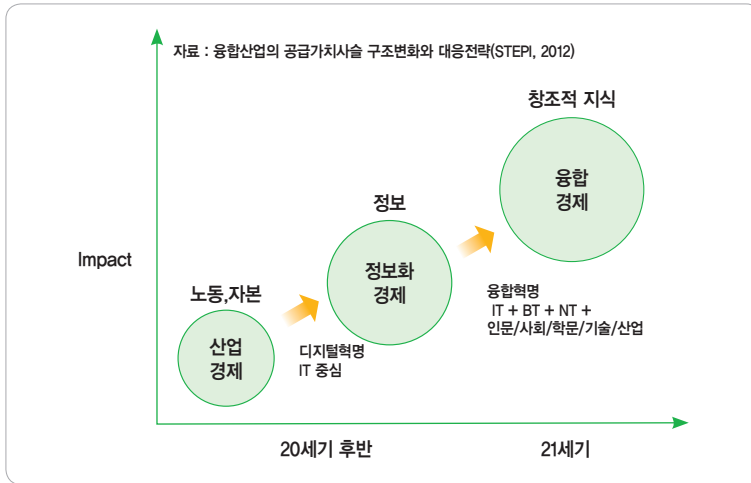 자료 : 융합산업의 공급가치사슬 구조변화와 대응전략(STEPI, 2012)
창조적 지식
융합
경제
정보
정보화
경제
Impact
노동,자본
산업
경제
디지털혁명
IT 중심
융합혁명
IT + BT + NT +
인문/사회/학문/기술/산업
20세기 후반
21세기